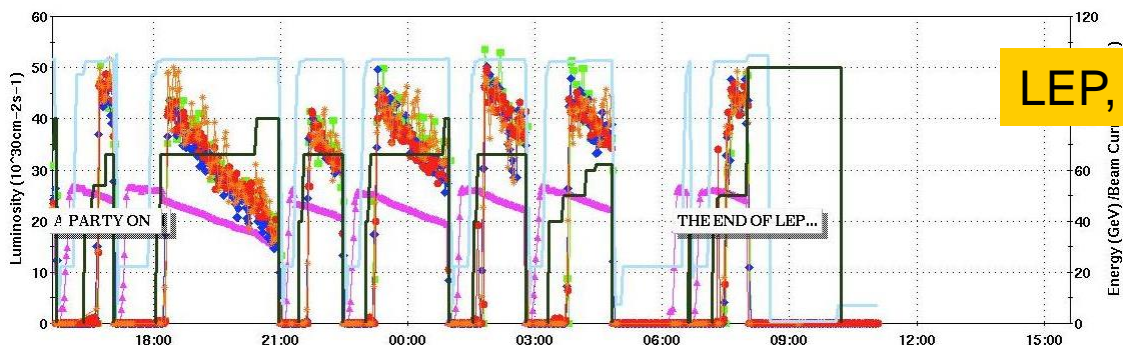 60
50
40
30
20
10
0
Luminosity (10^30cm-2s-1)
120
100
80
60
40
20
0
Energy (GeV) /Beam
LEP,
A PARTY ON
THE END OF LEP...
18:00 21:00 00:00 03:00 06:00 09:00 12:00 15:00